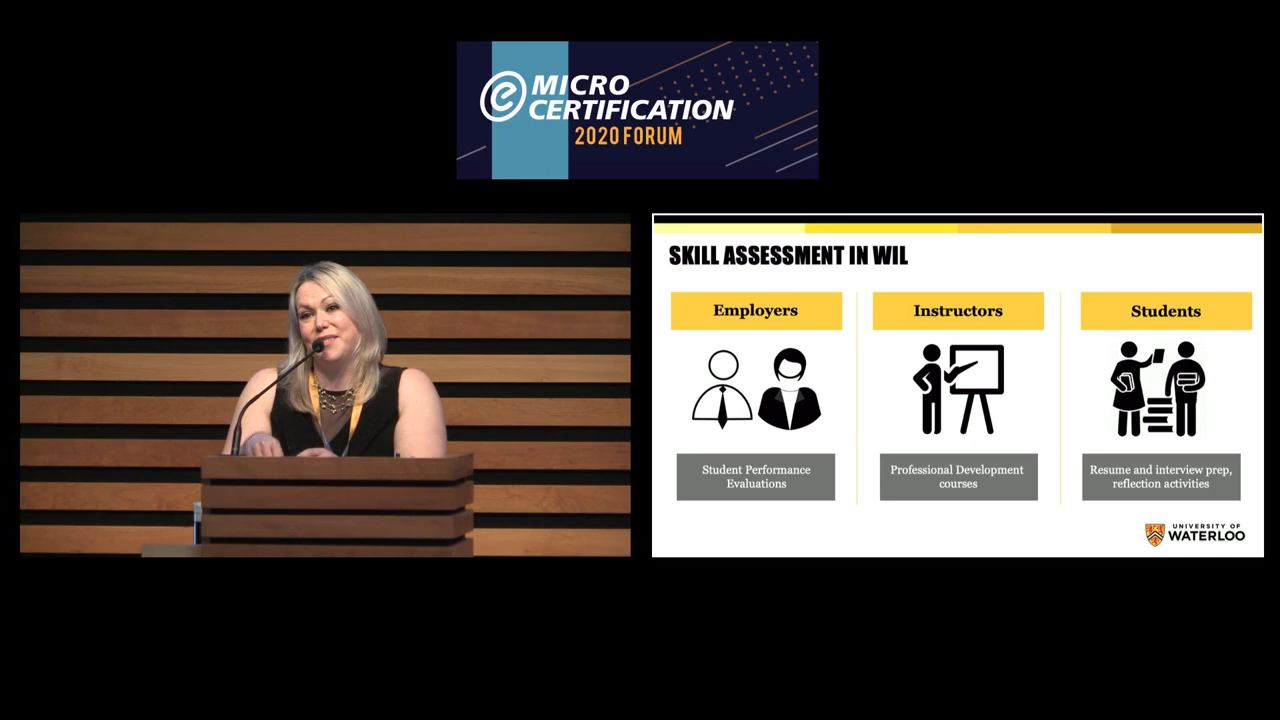 MICRO
CERTIFICATION
2020 FORUM
SKILL ASSESSMENT IN WIL
Employers
Instructors
Students
Student Performance
Evaluations
Professional Development
courses
Resume and interview prep,
reflection activities
UNIVERSITY OF
WATERLOO